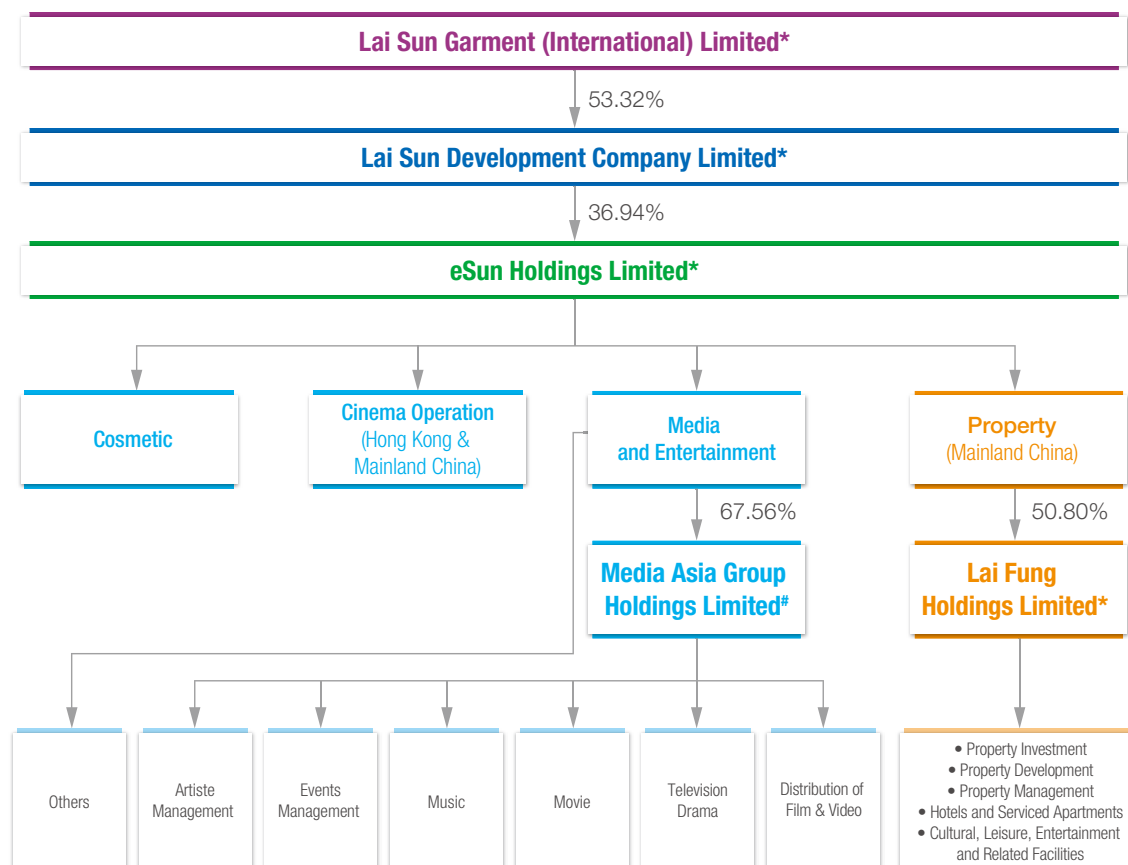 Lai Sun Garment (International) Limited*
53.32%
Lai Sun Development Company Limited*
36.94%
eSun Holdings Limited*
Cosmetic
Cinema Operation
(Hong Kong &
Mainland China)
Media
and Entertainment
Property
(Mainland China)
67.56%
50.80%
Media Asia Group
Holdings Limited#
Lai Fung
Holdings Limited*
Others
Artiste
Management
Events
Management
Music
Movie
Television
Drama
Distribution of
Film & Video
• Property Investment
• Property Development
• Property Management
• Hotels and Serviced Apartments
• Cultural, Leisure, Entertainment
and Related Facilities